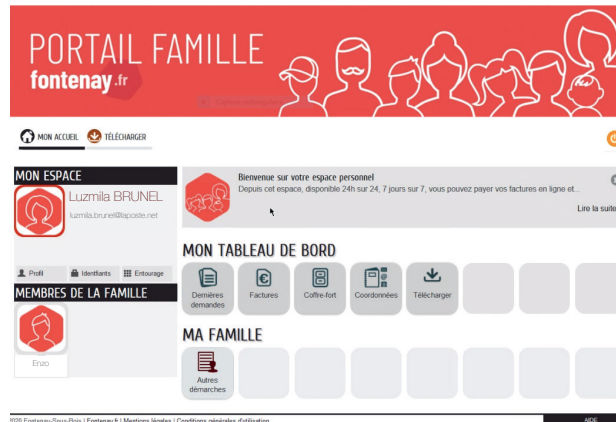 PORTAIL FAMILLE
fontenay.fr
MON ACCUEIL TÉLÉCHARGER
MON ESPACE
Luzmila BRUNEL
luzmila.brunel@laposte.net
Profil Identifiants Entourage
MEMBRES DE LA FAMILLE
Enzo
Bienvenue sur votre espace personnel
Depuis cet espace, disponible 24h sur 24, 7 jours sur 7, vous pouvez payer vos factures en ligne et...
Lire la suite
MON TABLEAU DE BORD
Dernières demandes
Factures
Coffre-fort
Coordonnées
Télécharger
MA FAMILLE
Autres démarches
2020 Fontenay-Sous-Bois | Fontenay.fr | Mentions légales | Conditions générales d'utilisation
AIDE